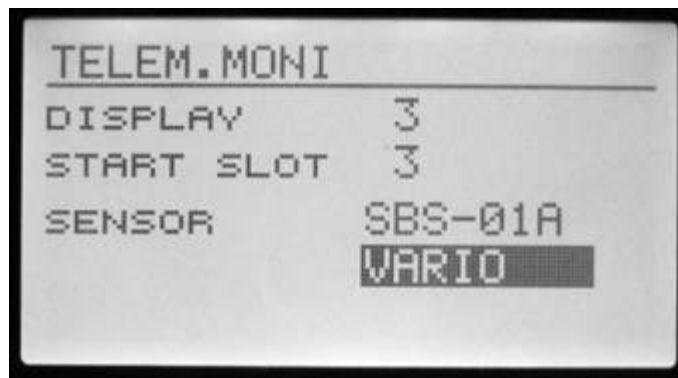 TELEM.MONI
DISPLAY 3
START SLOT 3
SENSOR SBS-01A
VARIO